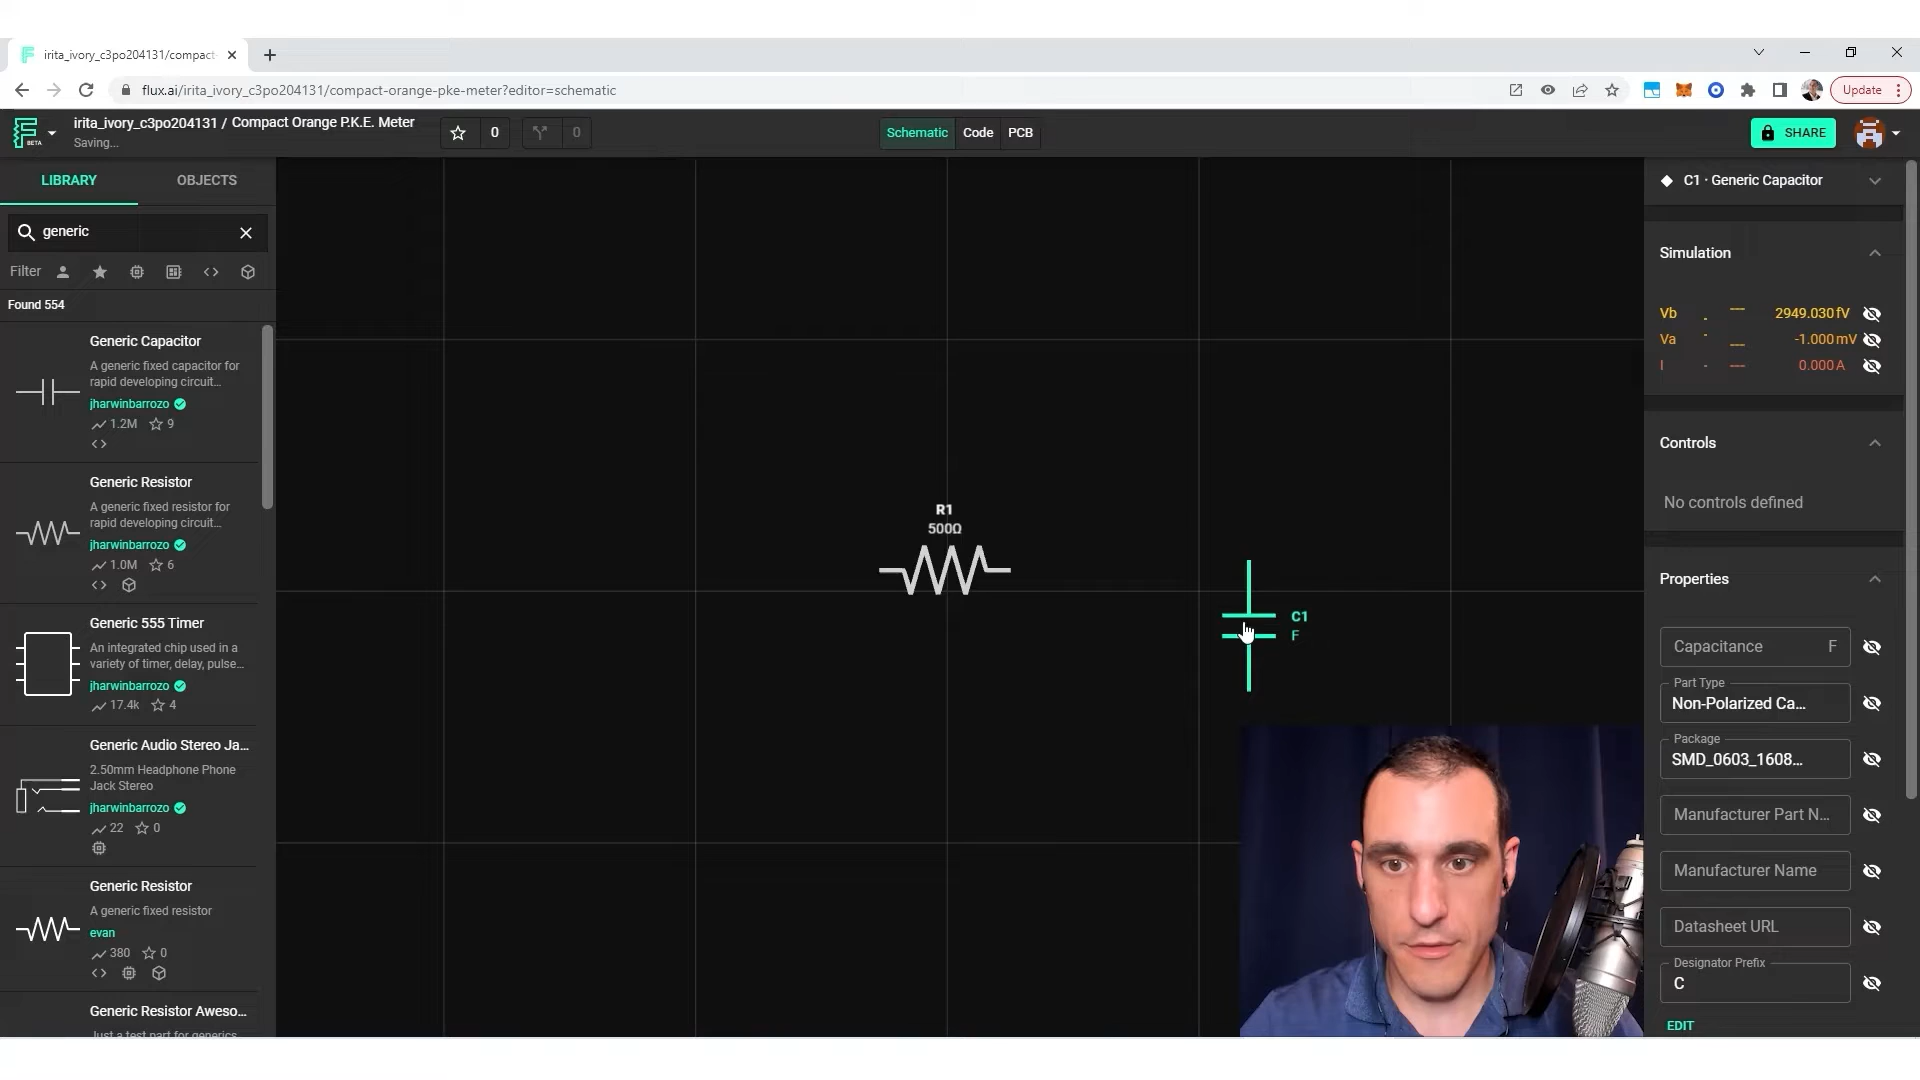 irita_ivory_c3po204131/compact-
flux.ai/irita_ivory_c3po204131/compact-orange-pke-meter?editor=schematic
Update
BETA
irita_ivory_c3po204131 / Compact Orange P.K.E. Meter
Saving...
0
0
Schematic
Code
PCB
SHARE
LIBRARY
OBJECTS
generic
Filter
Found 554
Generic Capacitor
A generic fixed capacitor for
rapid developing circuit...
jharwinbarrozo
1.2M
9
Generic Resistor
A generic fixed resistor for
rapid developing circuit...
jharwinbarrozo
1.0M
6
Generic 555 Timer
An integrated chip used in a
variety of timer, delay, pulse...
jharwinbarrozo
17.4k
4
Generic Audio Stereo Ja...
2.50mm Headphone Phone
Jack Stereo
jharwinbarrozo
22
0
Generic Resistor
A generic fixed resistor
evan
380
0
Generic Resistor Aweso...
Just a test part for generics
R1
500Ω
C1
F
C1 · Generic Capacitor
Simulation
Vb
2949.030 fV
Va
-1.000 mV
I
0.000 A
Controls
No controls defined
Properties
Capacitance F
Part Type
Non-Polarized Ca...
Package
SMD_0603_1608...
Manufacturer Part N...
Manufacturer Name
Datasheet URL
Designator Prefix
C
EDIT